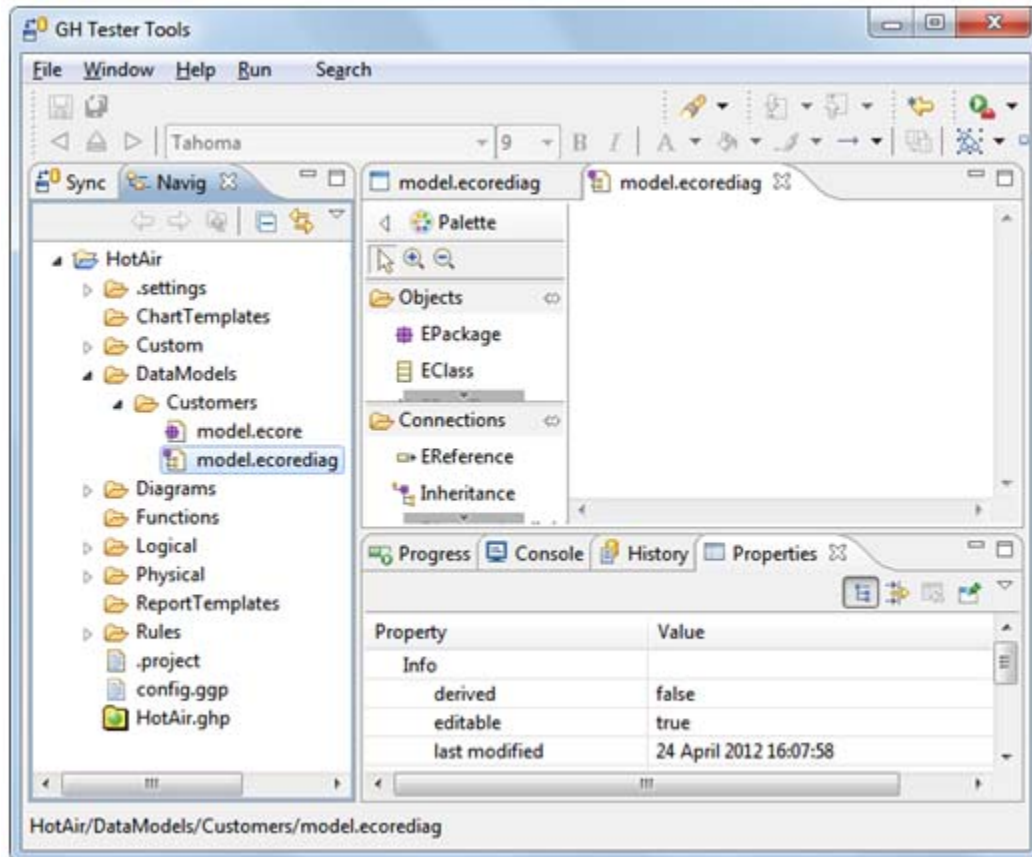 GH Tester Tools
File Window Help Run Search
Tahoma 9 B I A
Sync Navig
HotAir
.settings
ChartTemplates
Custom
DataModels
Customers
model.ecore
model.ecorediag
Diagrams
Functions
Logical
Physical
ReportTemplates
Rules
.project
config.ggp
HotAir.ghp
model.ecorediag model.ecorediag
Palette
Objects
EPackage
EClass
Connections
EReference
Inheritance
Progress Console History Properties
Property Value
Info
derived false
editable true
last modified 24 April 2012 16:07:58
HotAir/DataModels/Customers/model.ecorediag